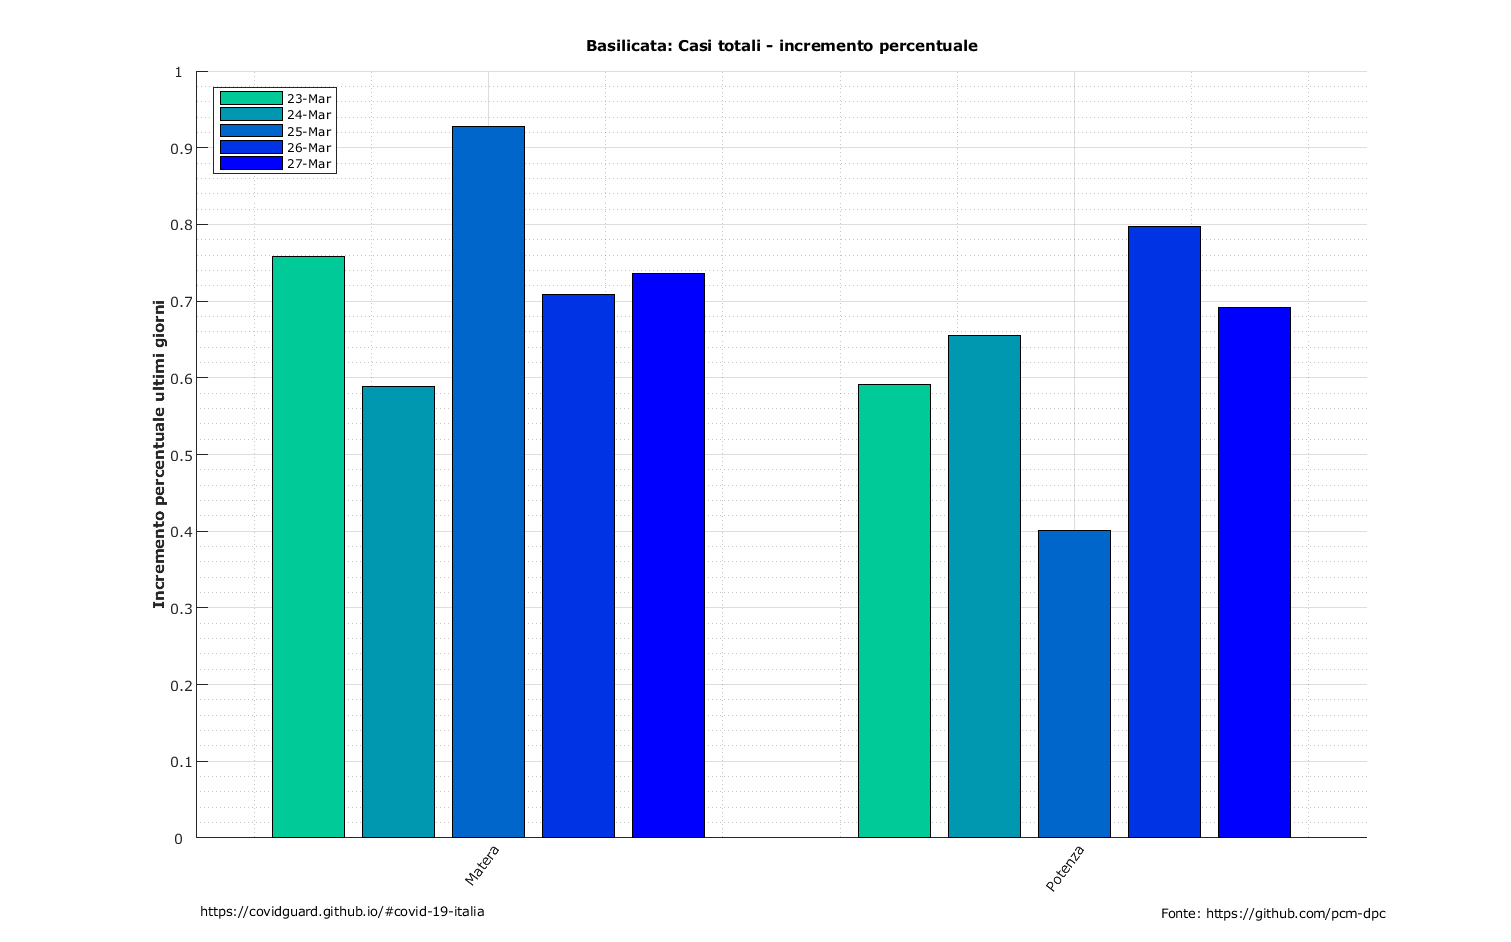 Basilicata: Casi totali - incremento percentuale
Incremento percentuale ultimi giorni
1
0.9
0.8
0.7
0.6
0.5
0.4
0.3
0.2
0.1
0
23-Mar
24-Mar
25-Mar
26-Mar
27-Mar
Matera
Potenza
https://covidguard.github.io/#covid-19-italia
Fonte: https://github.com/pcm-dpc